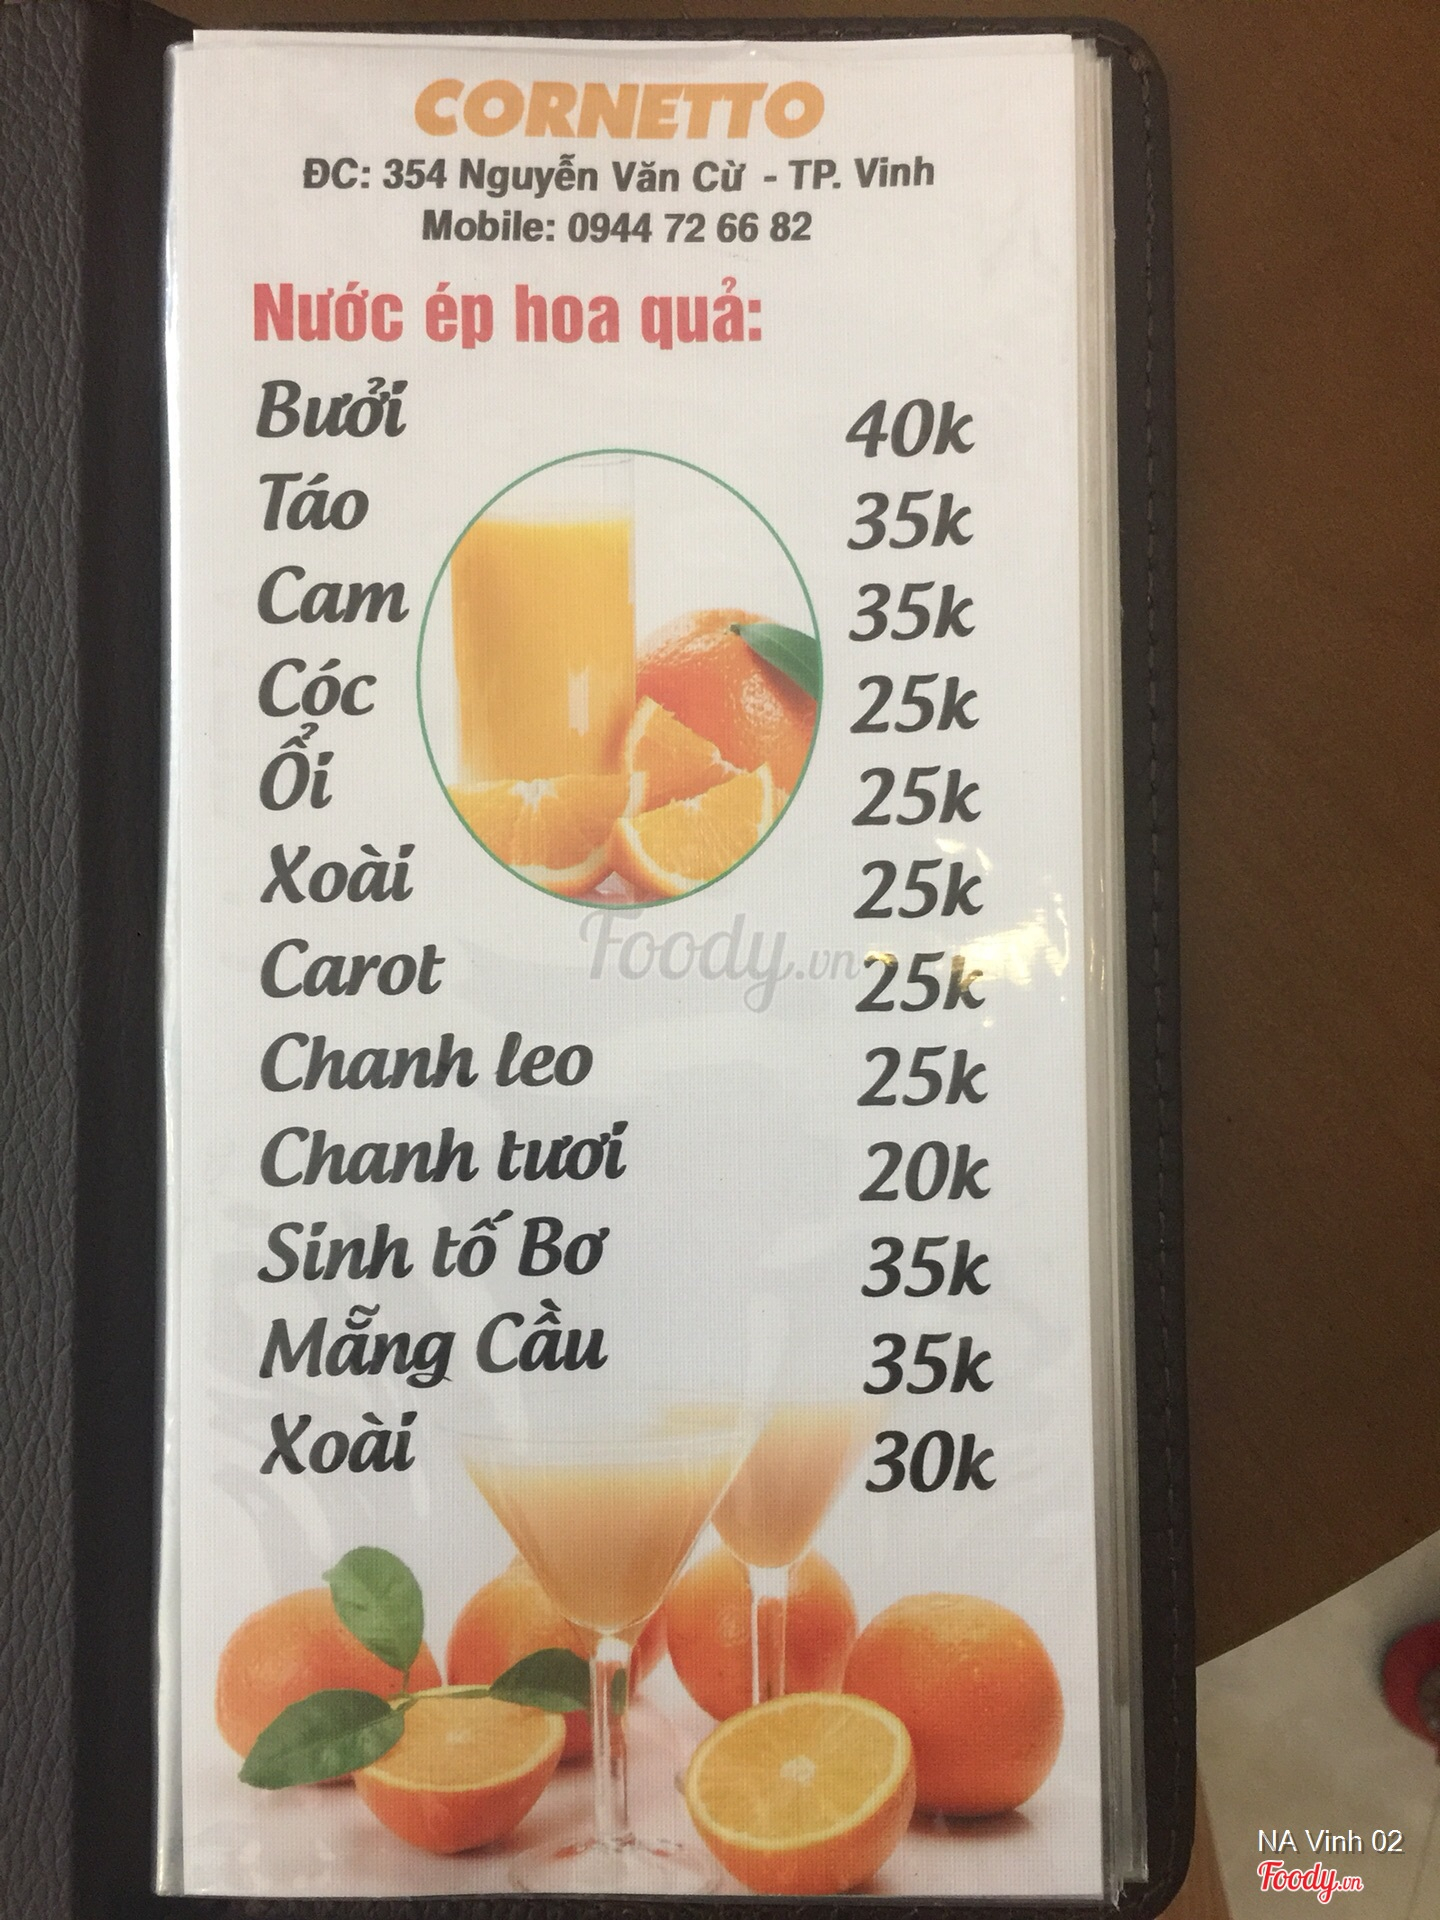 CORNETTO
ĐC: 354 Nguyễn Văn Cừ - TP. Vinh
Mobile: 0944 72 66 82
Nước ép hoa quả:
Bưởi 40k
Táo 35k
Cam 35k
Cóc 25k
Ổi 25k
Xoài 25k
Carot 25k
Chanh leo 25k
Chanh tươi 20k
Sinh tố Bơ 35k
Mẵng Cầu 35k
Xoài 30k
Foody.vn
NA Vinh 02
Foody.vn